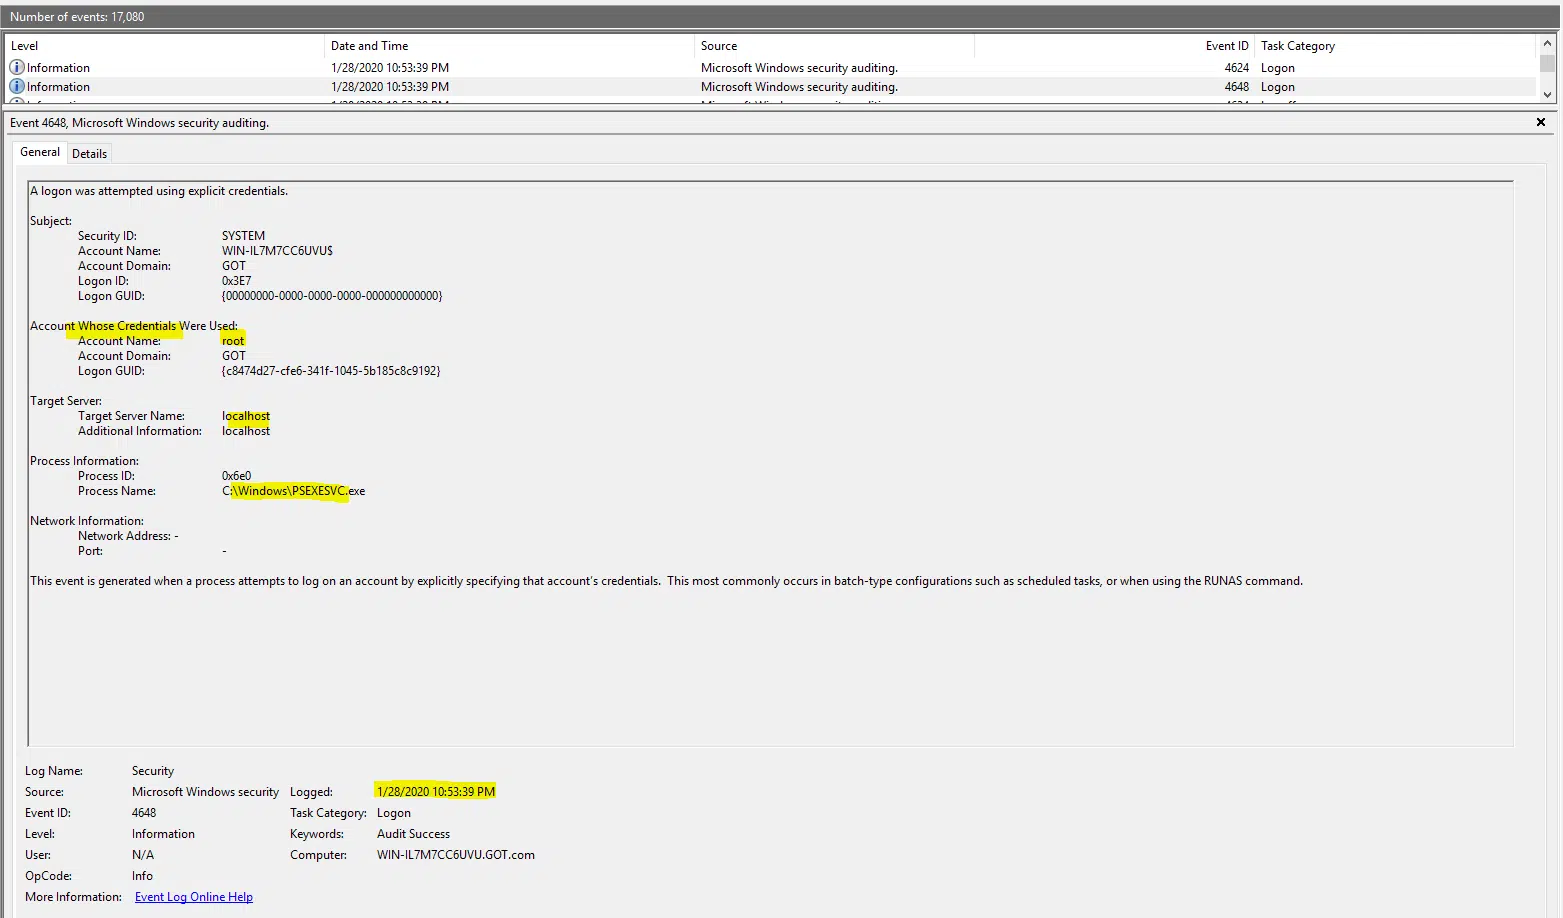 Number of events: 17,080
Level Date and Time Source Event ID Task Category
Information 1/28/2020 10:53:39 PM Microsoft Windows security auditing. 4624 Logon
Information 1/28/2020 10:53:39 PM Microsoft Windows security auditing. 4648 Logon
Event 4648, Microsoft Windows security auditing.
General Details
A logon was attempted using explicit credentials.
Subject:
Security ID: SYSTEM
Account Name: WIN-IL7M7CC6UVU$
Account Domain: GOT
Logon ID: 0x3E7
Logon GUID: {00000000-0000-0000-0000-000000000000}
Account Whose Credentials Were Used:
Account Name: root
Account Domain: GOT
Logon GUID: {c8474d27-cfe6-341f-1045-5b185c8c9192}
Target Server:
Target Server Name: localhost
Additional Information: localhost
Process Information:
Process ID: 0x6e0
Process Name: C:\Windows\PSEXESVC.exe
Network Information:
Network Address: -
Port: -
This event is generated when a process attempts to log on an account by explicitly specifying that account's credentials. This most commonly occurs in batch-type configurations such as scheduled tasks, or when using the RUNAS command.
Log Name: Security
Source: Microsoft Windows security Logged: 1/28/2020 10:53:39 PM
Event ID: 4648 Task Category: Logon
Level: Information Keywords: Audit Success
User: N/A Computer: WIN-IL7M7CC6UVU.GOT.com
OpCode: Info
More Information: Event Log Online Help